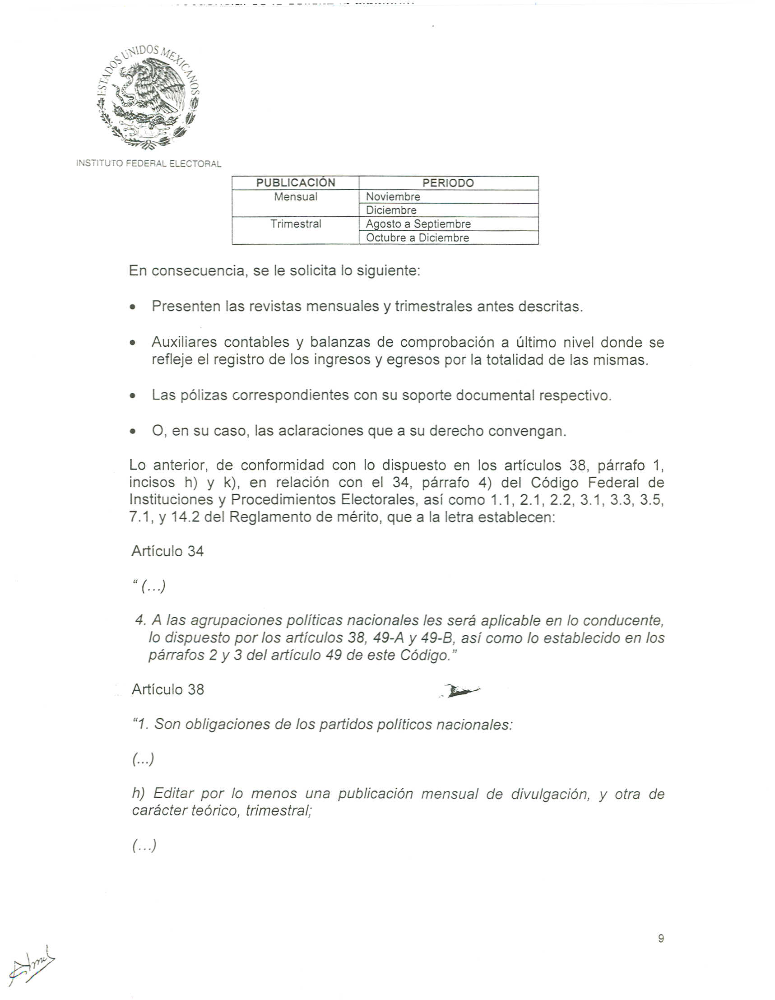 ESTADOS UNIDOS MEXICANOS
INSTITUTO FEDERAL ELECTORAL
PUBLICACIÓN PERIODO
Mensual Noviembre
Diciembre
Trimestral Agosto a Septiembre
Octubre a Diciembre
En consecuencia, se le solicita lo siguiente:
• Presenten las revistas mensuales y trimestrales antes descritas.
• Auxiliares contables y balanzas de comprobación a último nivel donde se
refleje el registro de los ingresos y egresos por la totalidad de las mismas.
• Las pólizas correspondientes con su soporte documental respectivo.
• O, en su caso, las aclaraciones que a su derecho convengan.
Lo anterior, de conformidad con lo dispuesto en los artículos 38, párrafo 1,
incisos h) y k), en relación con el 34, párrafo 4) del Código Federal de
Instituciones y Procedimientos Electorales, así como 1.1, 2.1, 2.2, 3.1, 3.3, 3.5,
7.1, y 14.2 del Reglamento de mérito, que a la letra establecen:
Artículo 34
“ (...)
4. A las agrupaciones políticas nacionales les será aplicable en lo conducente,
lo dispuesto por los artículos 38, 49-A y 49-B, así como lo establecido en los
párrafos 2 y 3 del artículo 49 de este Código.”
Artículo 38
“1. Son obligaciones de los partidos políticos nacionales:
(...)
h) Editar por lo menos una publicación mensual de divulgación, y otra de
carácter teórico, trimestral;
(...)
9